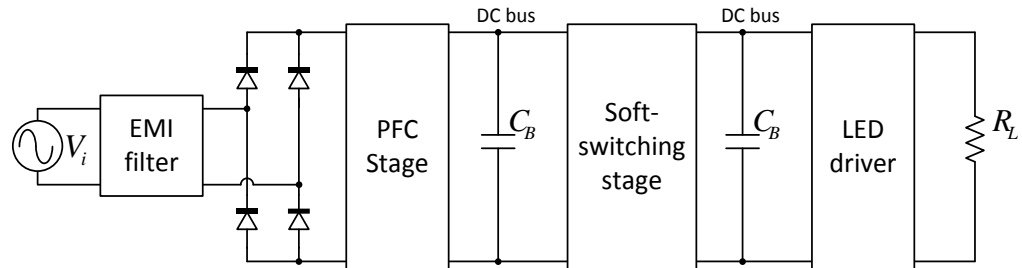 DC bus
DC bus
V_i
EMI
filter
PFC
Stage
C_B
Soft-
switching
stage
C_B
LED
driver
R_L